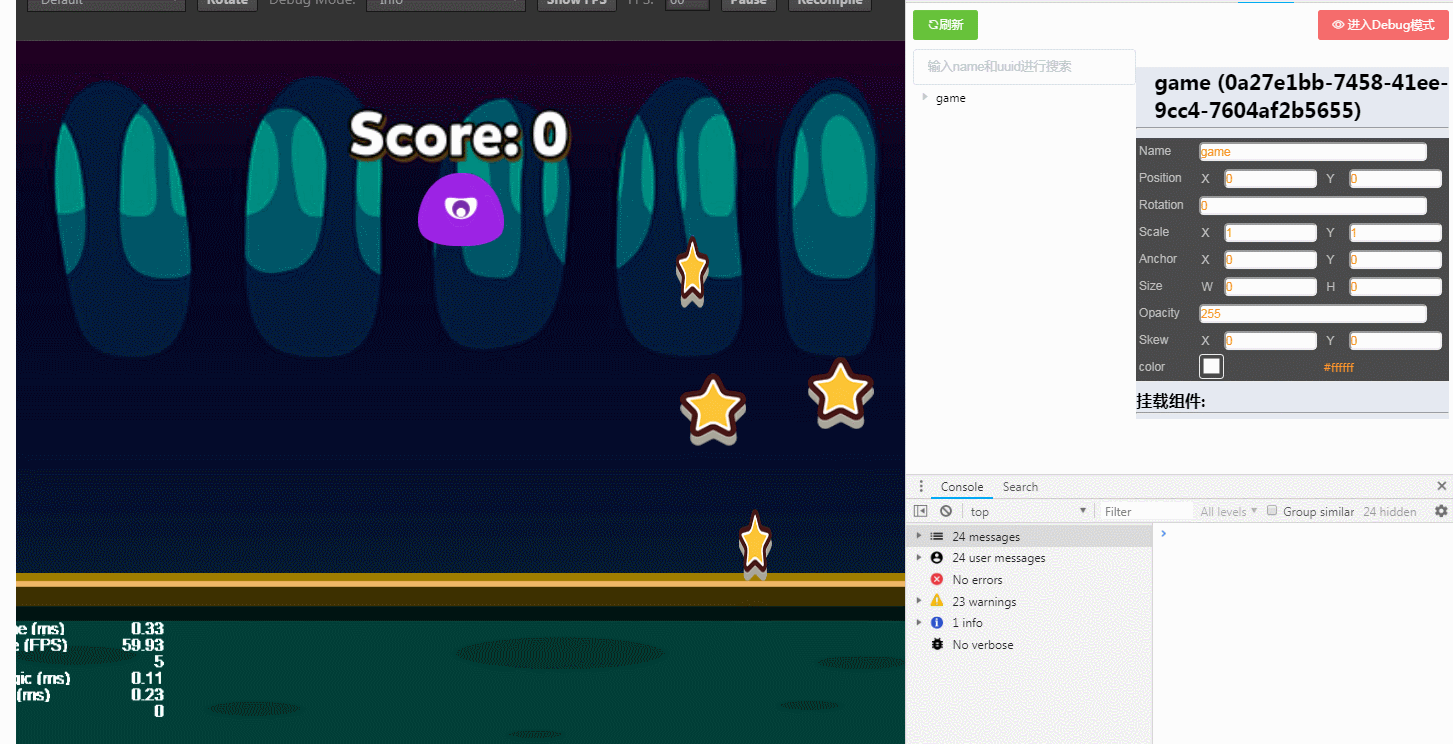 Default
Rotate
Debug Mode:
Info
Show FPS
FPS:
60
Pause
Recompile
Score: 0
e (ms) 0.33
e (FPS) 59.93
5
gic (ms) 0.11
(ms) 0.23
0
刷新
进入Debug模式
输入name和uuid进行搜索
game
game (0a27e1bb-7458-41ee-
9cc4-7604af2b5655)
Name game
Position X 0 Y 0
Rotation 0
Scale X 1 Y 1
Anchor X 0 Y 0
Size W 0 H 0
Opacity 255
Skew X 0 Y 0
color #ffffff
挂载组件:
Console Search
top Filter All levels Group similar 24 hidden
24 messages
24 user messages
No errors
23 warnings
1 info
No verbose